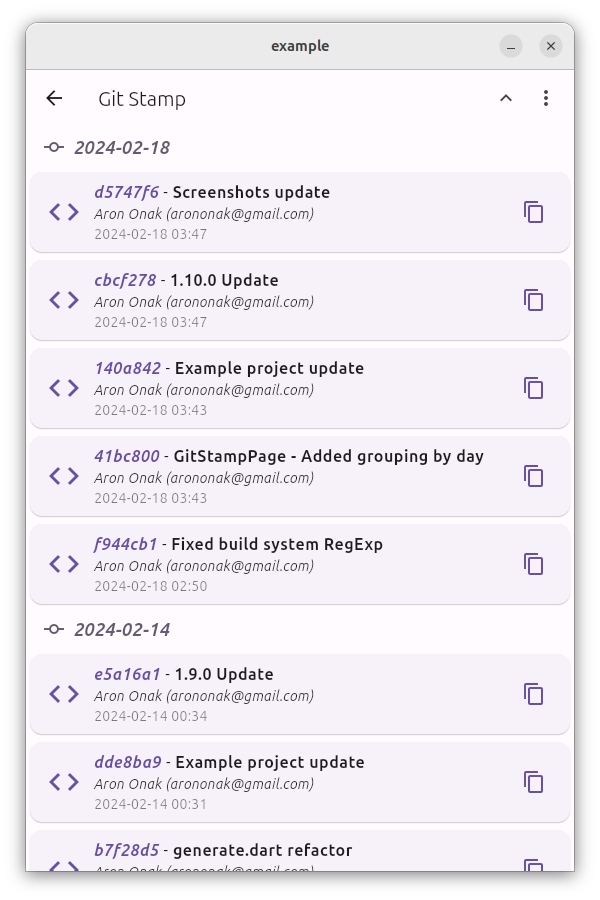 example
Git Stamp
2024-02-18
d5747f6 - Screenshots update
Aron Onak (arononak@gmail.com)
2024-02-18 03:47
cbcf278 - 1.10.0 Update
Aron Onak (arononak@gmail.com)
2024-02-18 03:47
140a842 - Example project update
Aron Onak (arononak@gmail.com)
2024-02-18 03:43
41bc800 - GitStampPage - Added grouping by day
Aron Onak (arononak@gmail.com)
2024-02-18 03:43
f944cb1 - Fixed build system RegExp
Aron Onak (arononak@gmail.com)
2024-02-18 02:50
2024-02-14
e5a16a1 - 1.9.0 Update
Aron Onak (arononak@gmail.com)
2024-02-14 00:34
dde8ba9 - Example project update
Aron Onak (arononak@gmail.com)
2024-02-14 00:31
b7f28d5 - generate.dart refactor
Aron Onak (arononak@gmail.com)